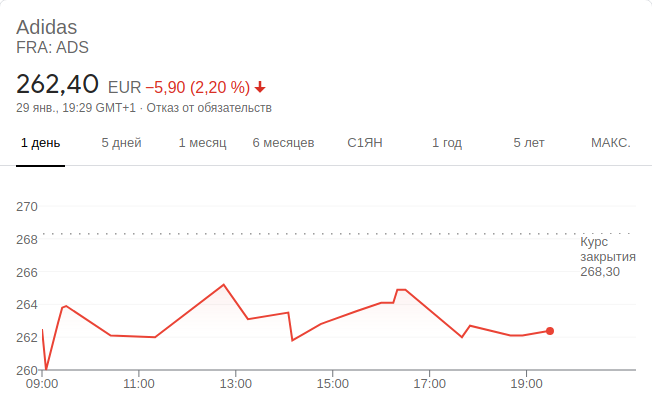 Adidas
FRA: ADS
262,40 EUR −5,90 (2,20 %)
29 янв., 19:29 GMT+1 · Отказ от обязательств
1 день 5 дней 1 месяц 6 месяцев С1ЯН 1 год 5 лет МАКС.
270
268
Курс
закрытия
266 268,30
264
262
260
09:00 11:00 13:00 15:00 17:00 19:00